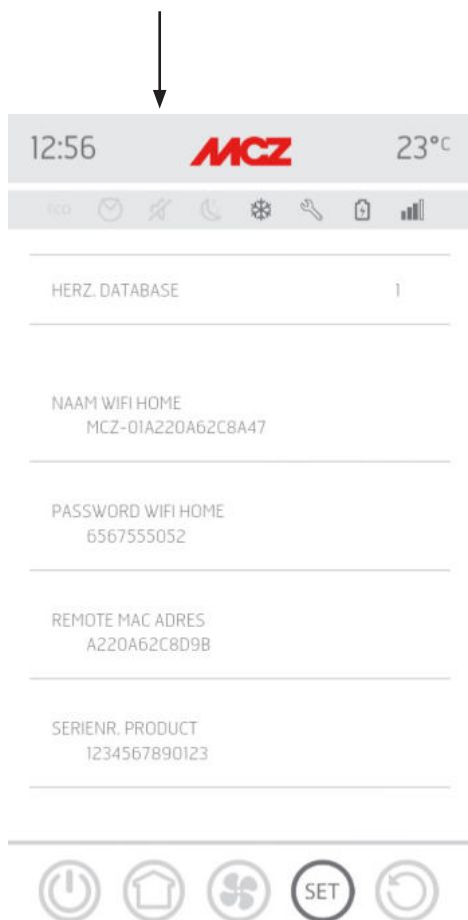 12:56 MCZ 23°C
eco
HERZ. DATABASE 1
NAAM WIFI HOME
MCZ-01A220A62C8A47
PASSWORD WIFI HOME
6567555052
REMOTE MAC ADRES
A220A62C8D9B
SERIENR. PRODUCT
1234567890123
SET